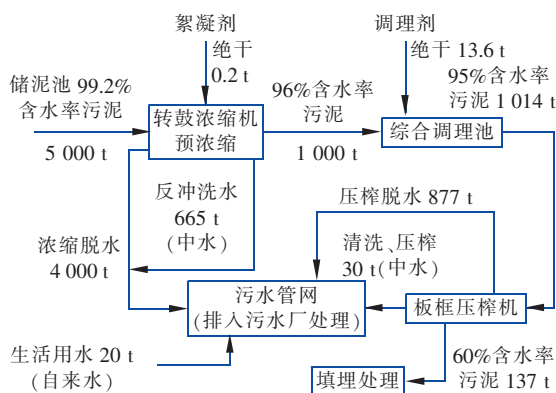 絮凝剂
绝干
0.2 t
调理剂
绝干 13.6 t
储泥池 99.2%
含水率污泥
5 000 t
转鼓浓缩机
预浓缩
96%含水率
污泥
1 000 t
综合调理池
95%含水率
污泥 1 014 t
反冲洗水
665 t
(中水)
浓缩脱水
4 000 t
压榨脱水 877 t
清洗、压榨
30 t(中水)
污水管网
(排入污水厂处理)
板框压榨机
生活用水 20 t
(自来水)
填埋处理
60%含水率
污泥 137 t